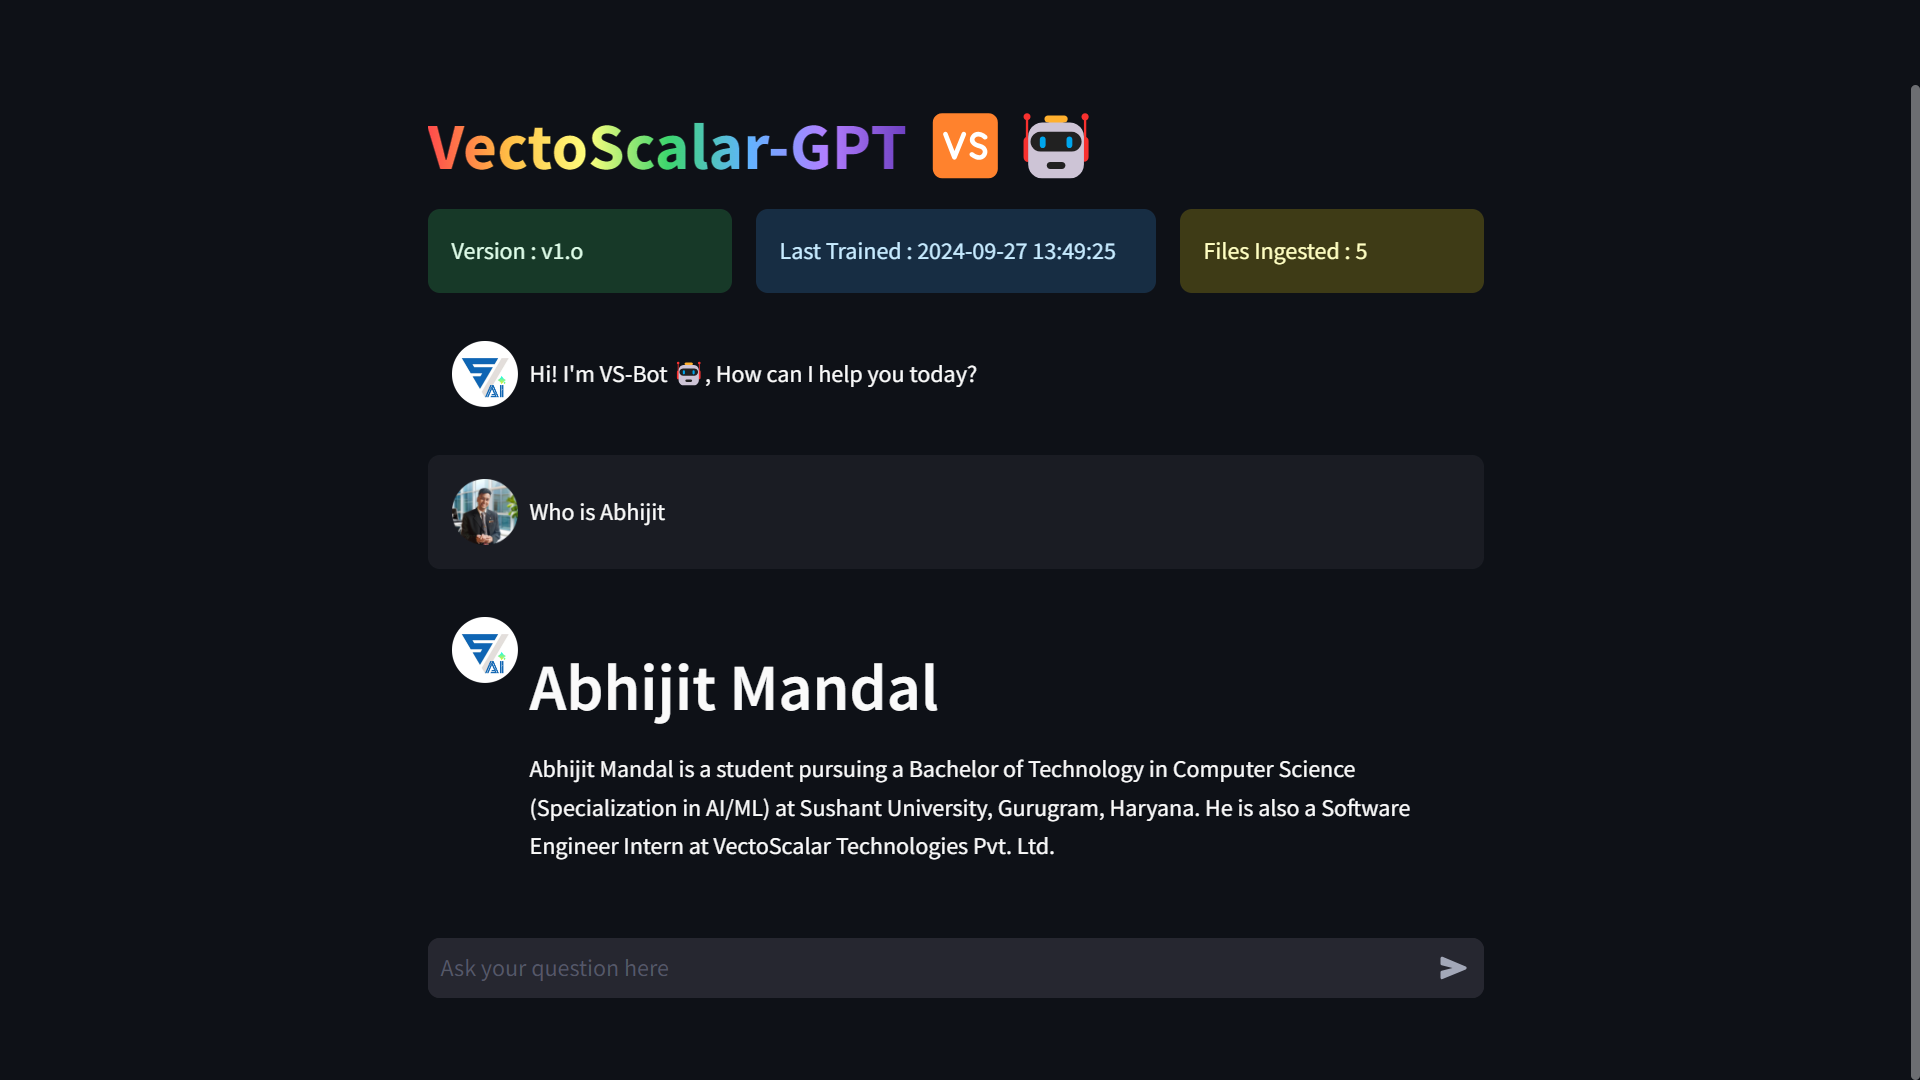 VectoScalar-GPT 🆚 🤖
Version : v1.o
Last Trained : 2024-09-27 13:49:25
Files Ingested : 5
AI
Hi! I'm VS-Bot 🤖, How can I help you today?
Who is Abhijit
AI
Abhijit Mandal
Abhijit Mandal is a student pursuing a Bachelor of Technology in Computer Science
(Specialization in AI/ML) at Sushant University, Gurugram, Haryana. He is also a Software
Engineer Intern at VectoScalar Technologies Pvt. Ltd.
Ask your question here